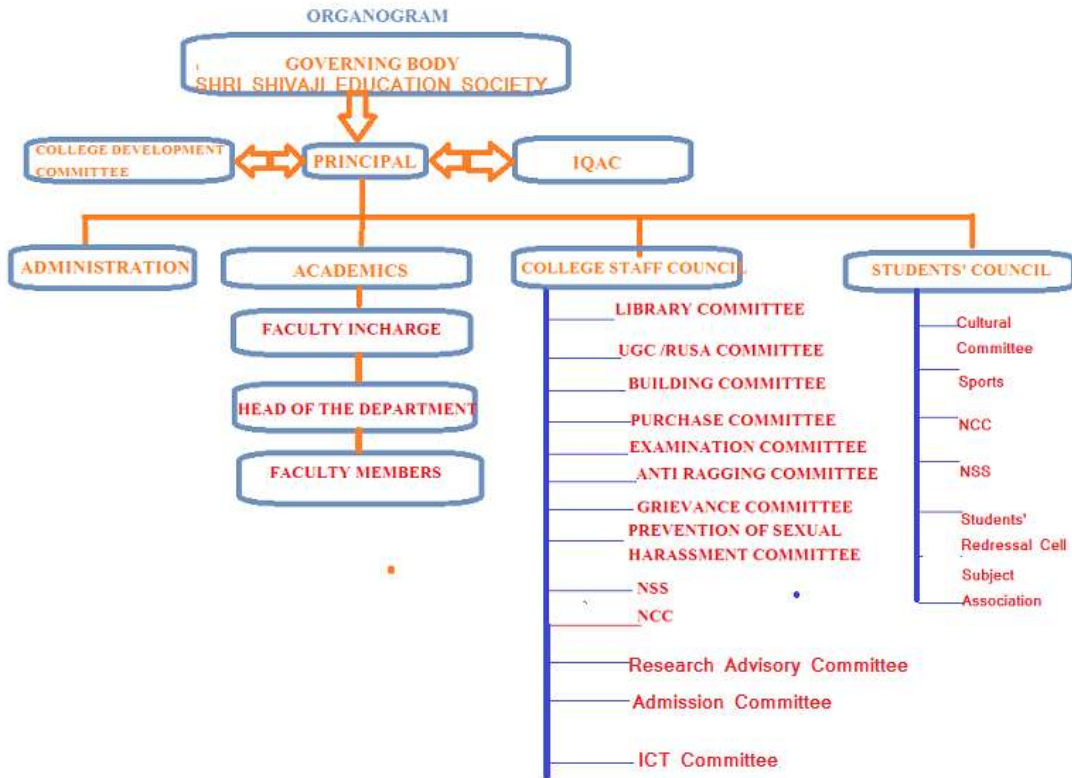 ORGANOGRAM
GOVERNING BODY
SHRI SHIVAJI EDUCATION SOCIETY
COLLEGE DEVELOPMENT
COMMITTEE
PRINCIPAL
IQAC
ADMINISTRATION
ACADEMICS
FACULTY INCHARGE
HEAD OF THE DEPARTMENT
FACULTY MEMBERS
COLLEGE STAFF COUNCIL
LIBRARY COMMITTEE
UGC /RUSA COMMITTEE
BUILDING COMMITTEE
PURCHASE COMMITTEE
EXAMINATION COMMITTEE
ANTI RAGGING COMMITTEE
GRIEVANCE COMMITTEE
PREVENTION OF SEXUAL
HARASSMENT COMMITTEE
NSS
NCC
Research Advisory Committee
Admission Committee
ICT Committee
STUDENTS' COUNCIL
Cultural
Committee
Sports
NCC
NSS
Students'
Redressal Cell
Subject
Association